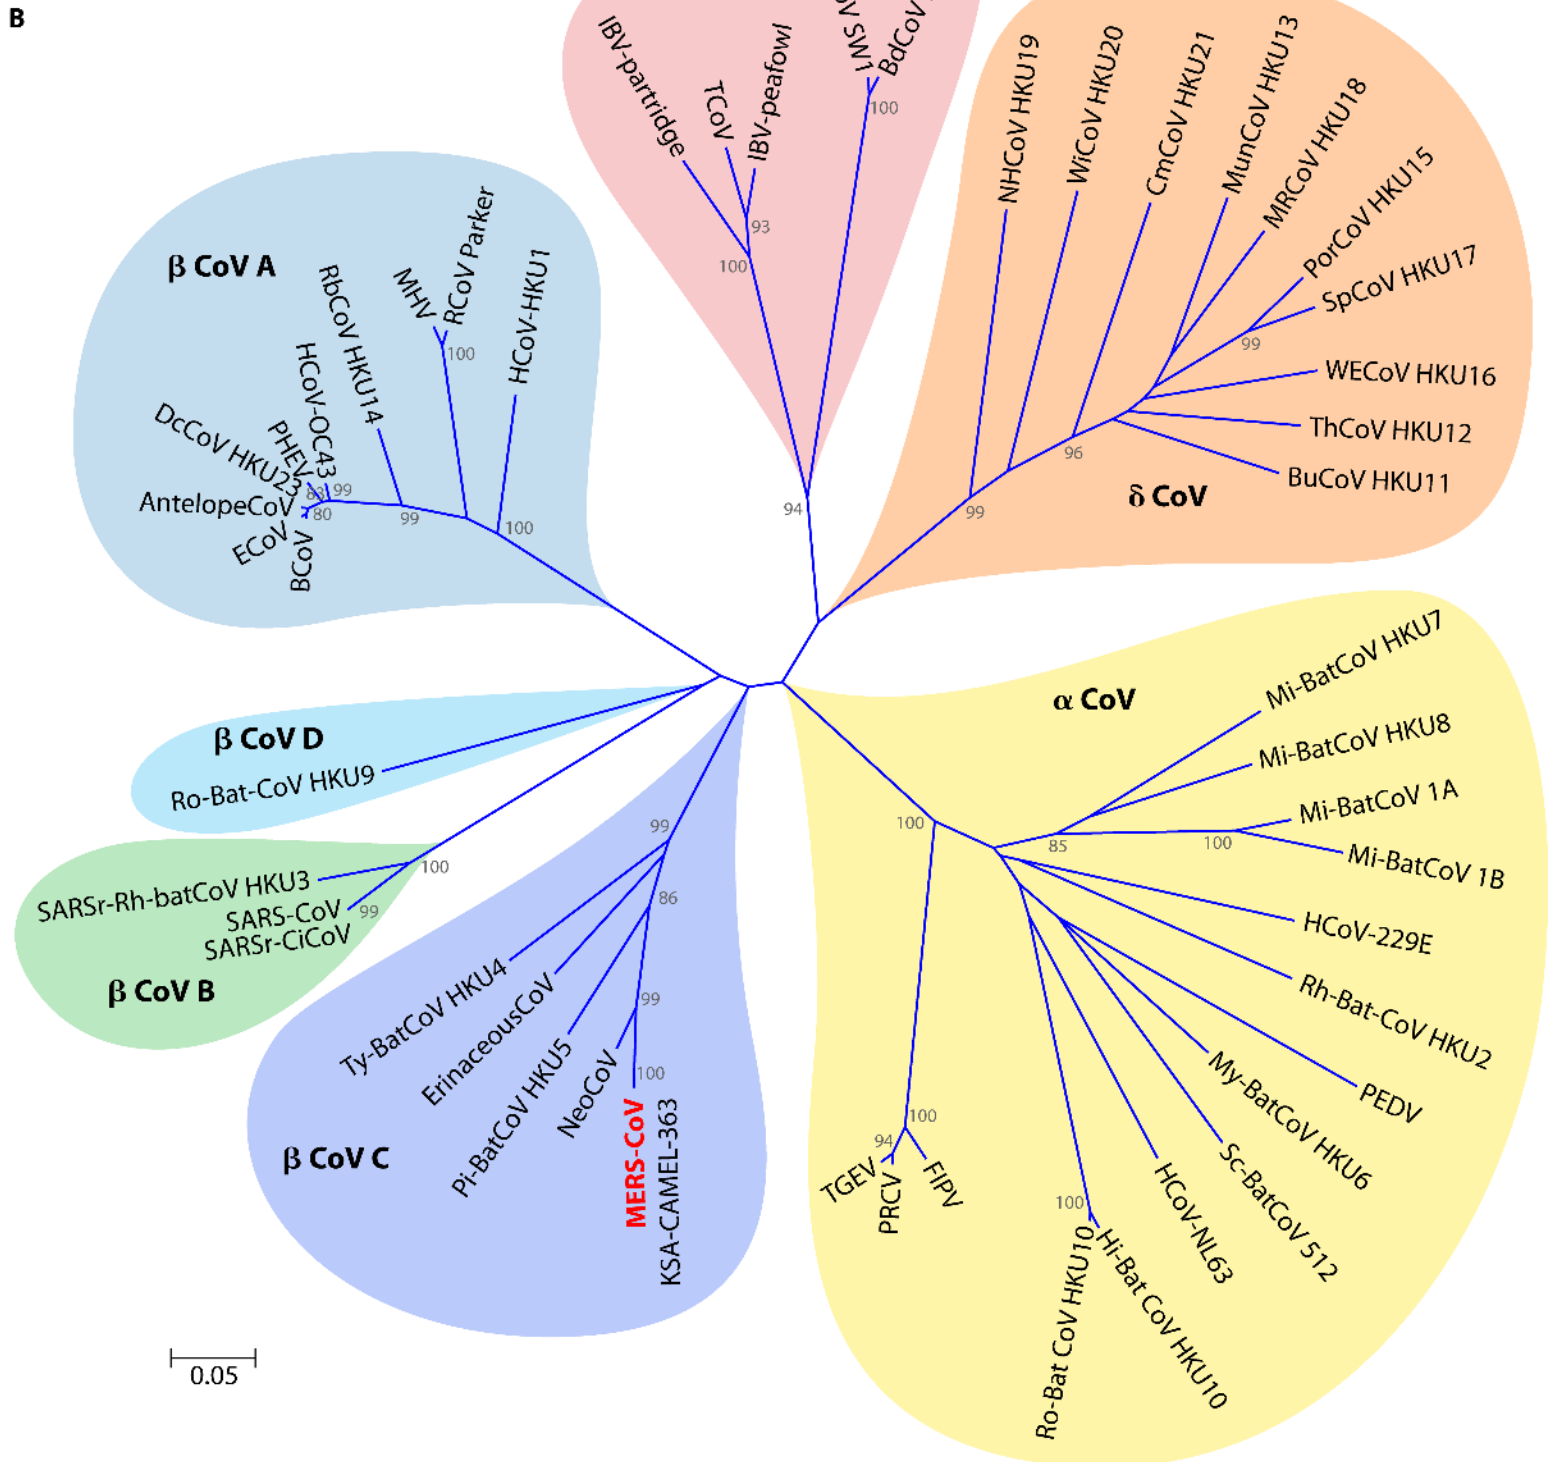 B
IBV-partridge
TCoV
IBV-peafowl
SW1
100
93
100
94
NHCoV HKU19
WiCoV HKU20
CmCoV HKU21
MunCoV HKU13
MRCoV HKU18
PorCoV HKU15
SpCoV HKU17
99
WECoV HKU16
ThCoV HKU12
BuCoV HKU11
96
99
δ CoV
β CoV A
RbCoV HKU14
MHV
RCoV Parker
HCoV-HKU1
100
HCoV-OC43
PHEV
DcCoV HKU23
AntelopeCoV
ECoV
BCoV
83
99
80
99
100
β CoV D
Ro-Bat-CoV HKU9
100
SARSr-Rh-batCoV HKU3
SARS-CoV
99
SARSr-CiCoV
β CoV B
99
86
99
100
Ty-BatCoV HKU4
ErinaceousCoV
Pi-BatCoV HKU5
NeoCoV
MERS-CoV
KSA-CAMEL-363
β CoV C
α CoV
Mi-BatCoV HKU7
Mi-BatCoV HKU8
Mi-BatCoV 1A
Mi-BatCoV 1B
100
85
100
HCoV-229E
Rh-Bat-CoV HKU2
PEDV
My-BatCoV HKU6
Sc-BatCoV 512
HCoV-NL63
Hi-Bat CoV HKU10
Ro-Bat CoV HKU10
100
100
94
TGEV
PRCV
FIPV
0.05